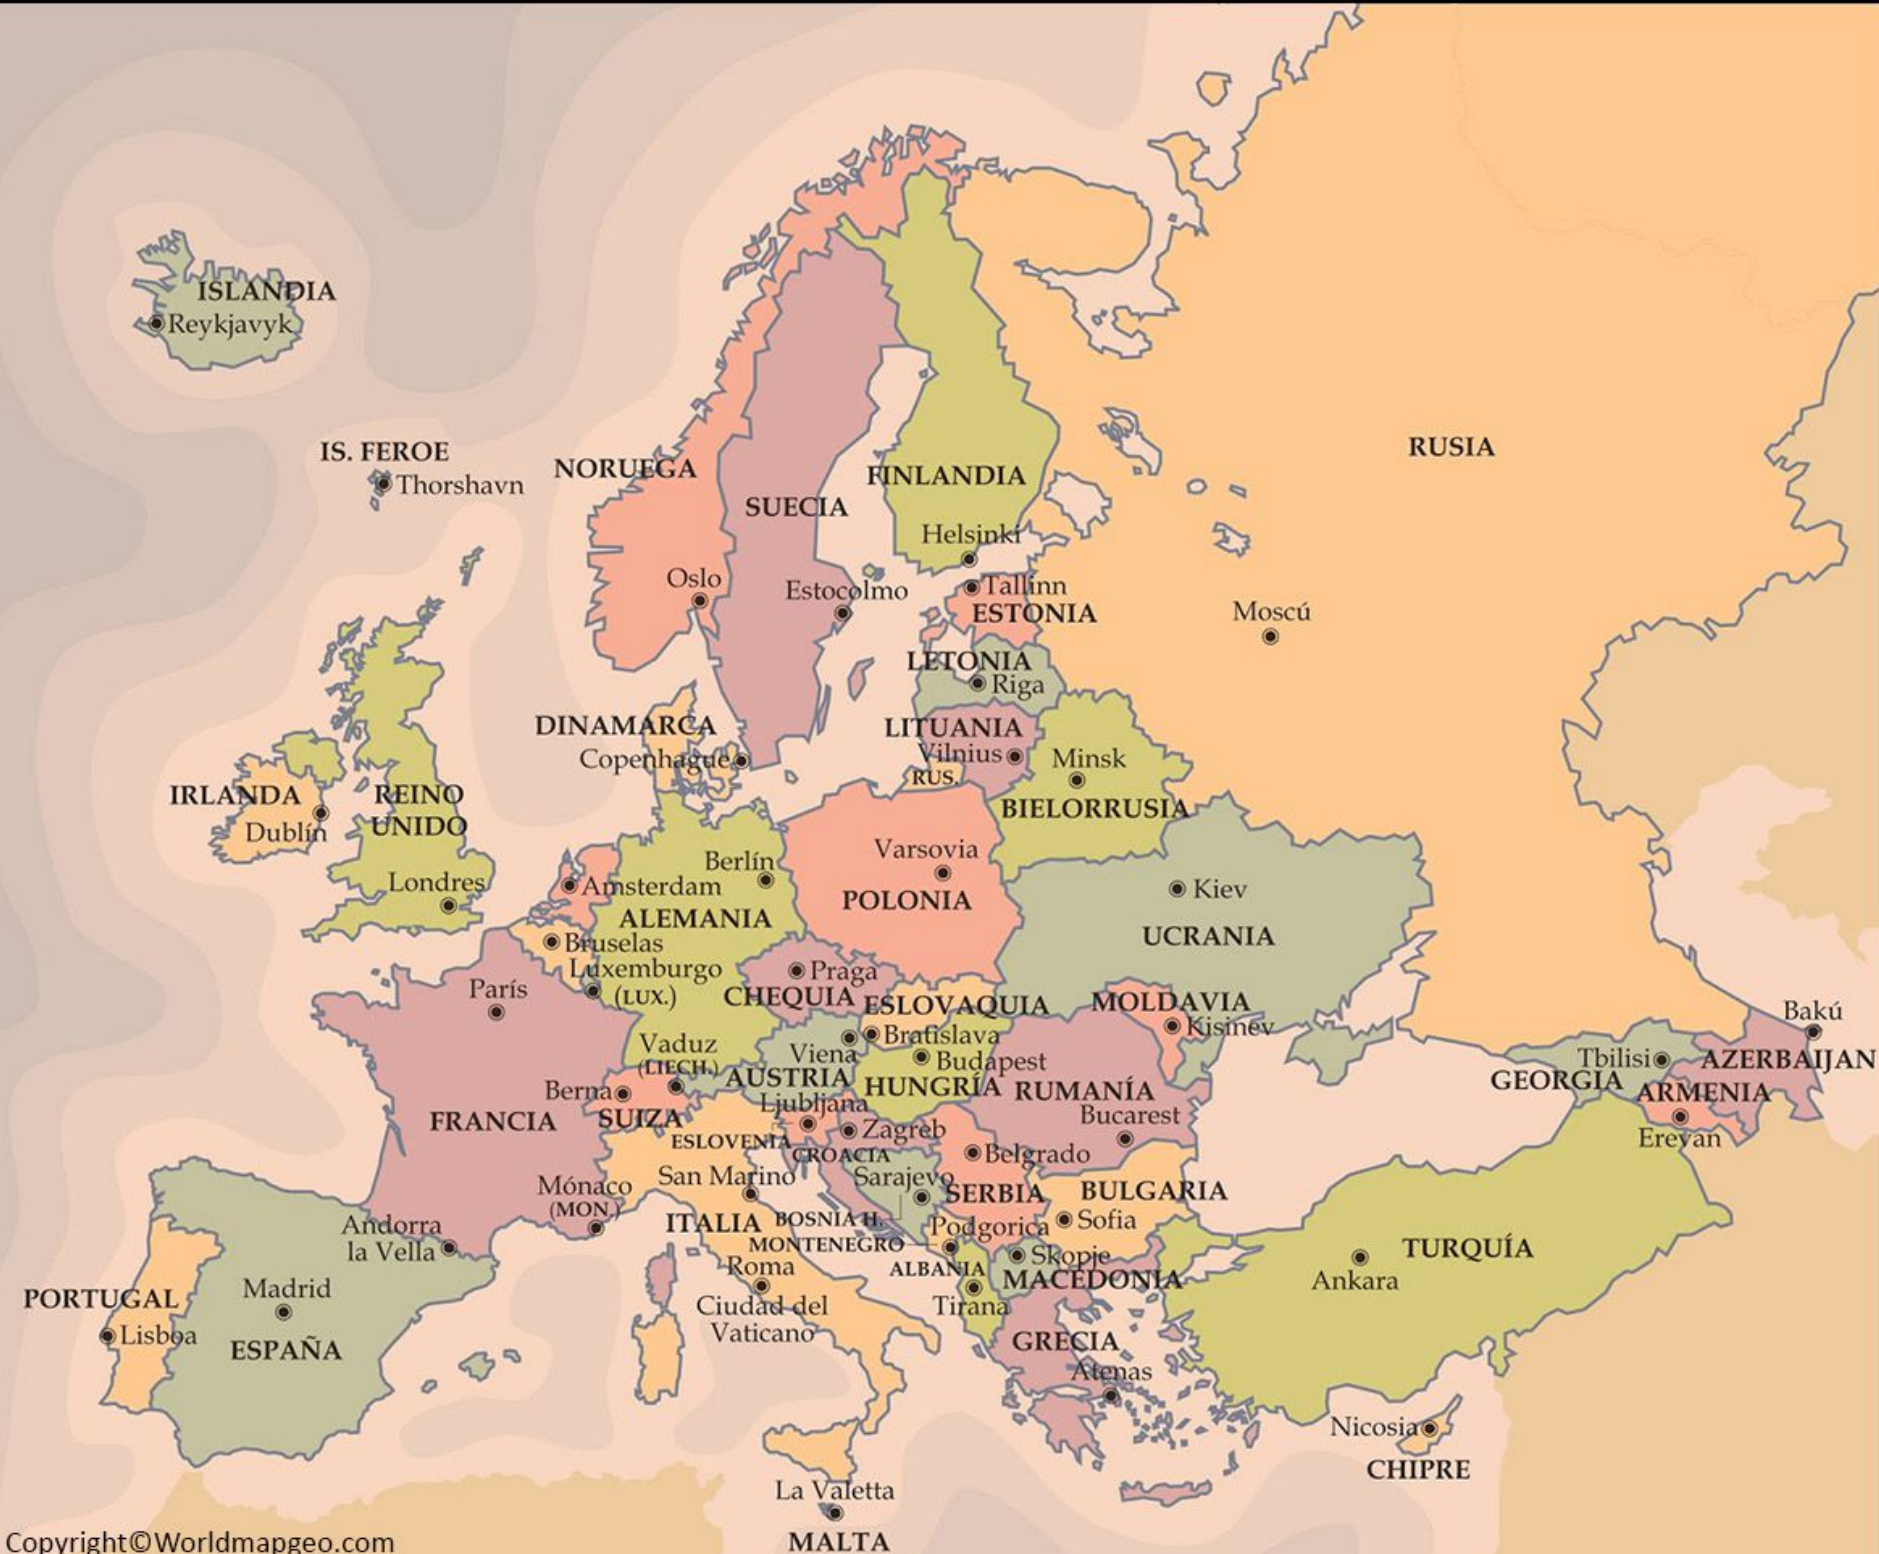 ISLANDIA
Reykjavyk
IS. FEROE
Thorshavn
NORUEGA
SUECIA
FINLANDIA
RUSIA
Helsinki
Oslo
Estocolmo
Tallinn
ESTONIA
Moscú
LETONIA
Riga
DINAMARCA
Copenhague
LITUANIA
Vilnius
RUS.
Minsk
BIELORRUSIA
IRLANDA
Dublín
REINO
UNIDO
Londres
Amsterdam
Berlín
ALEMANIA
Varsovia
POLONIA
Kiev
UCRANIA
Bruselas
Luxemburgo
(LUX.)
Praga
CHEQUIA
ESLOVAQUIA
Bratislava
MOLDAVIA
Kisinev
París
FRANCIA
Vaduz
(LIECH.)
Viena
AUSTRIA
Budapest
HUNGRÍA
RUMANÍA
Bucarest
Bakú
Tbilisi
AZERBAIJAN
GEORGIA
ARMENIA
Erevan
Berna
SUIZA
Ljubljana
ESLOVENIA
Zagreb
CROACIA
Belgrado
San Marino
Sarajevo
SERBIA
BULGARIA
Sofia
Mónaco
(MON.)
ITALIA
BOSNIA H.
MONTENEGRO
Podgorica
Andorra
la Vella
Roma
Ciudad del
Vaticano
ALBANIA
Tirana
Skopje
MACEDONIA
TURQUÍA
Ankara
PORTUGAL
Lisboa
Madrid
ESPAÑA
GRECIA
Atenas
Nicosia
CHIPRE
La Valetta
MALTA
Copyright©Worldmapgeo.com